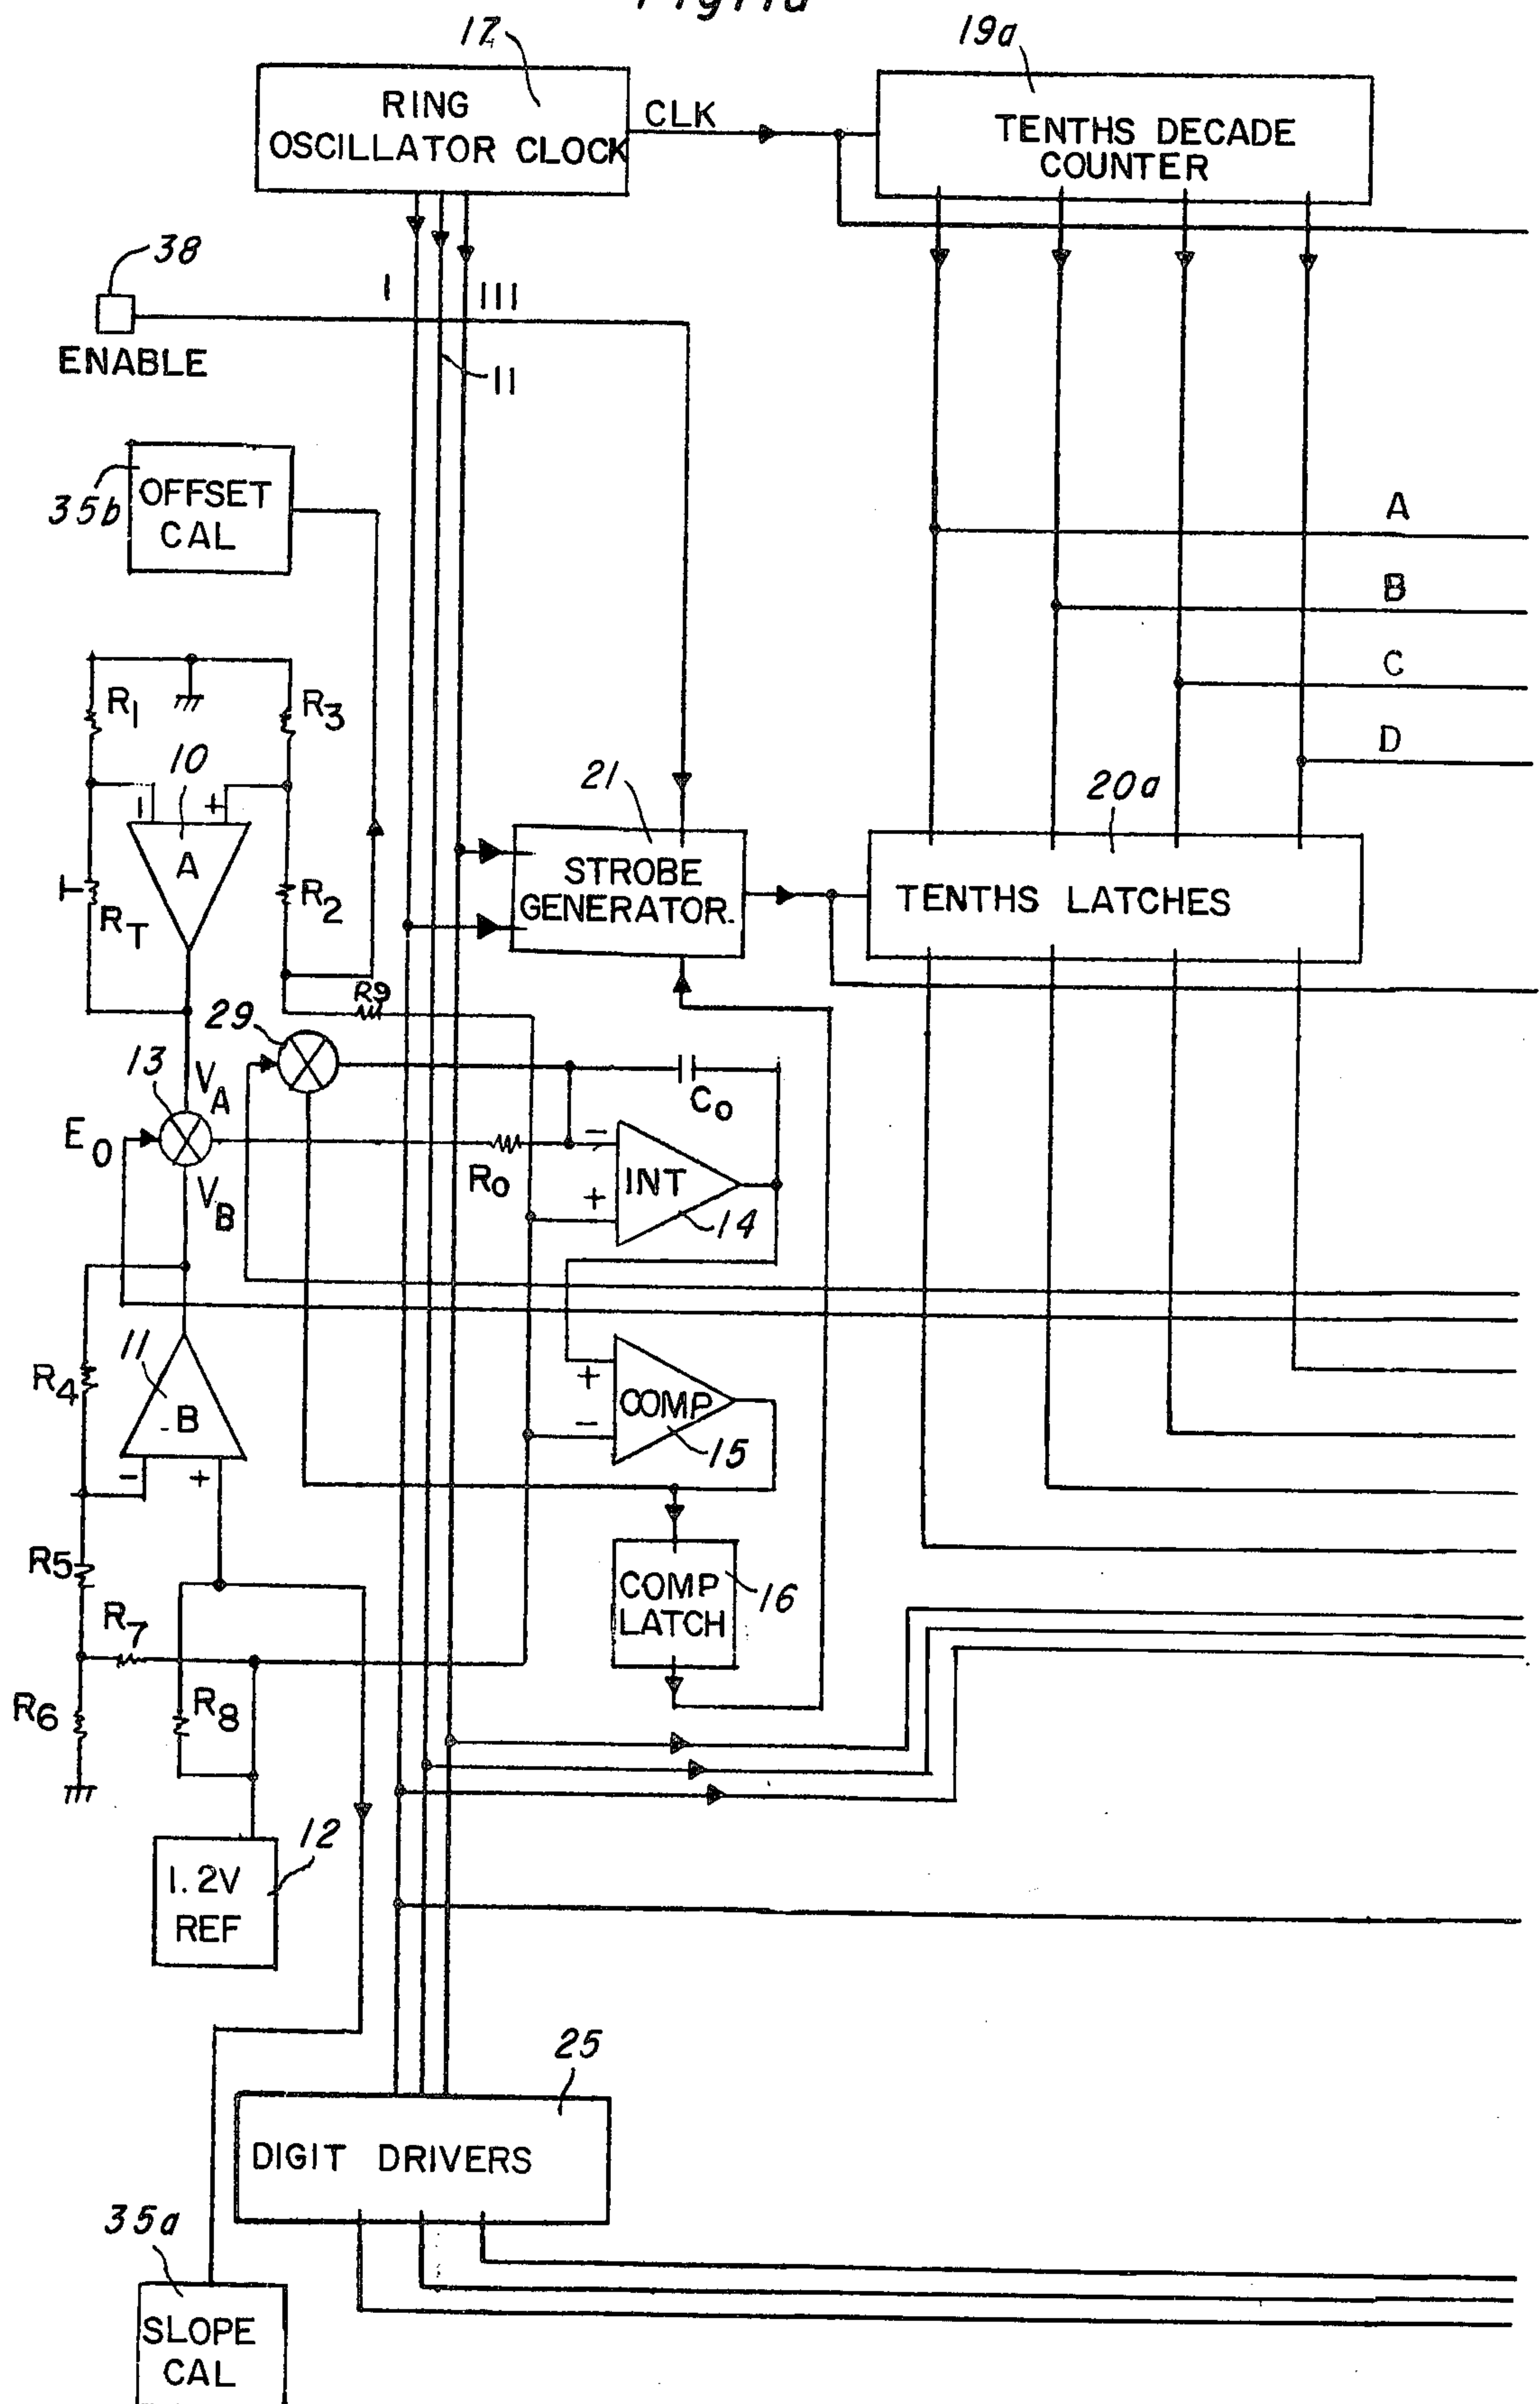 17
19a
RING
OSCILLATOR CLOCK
CLK
TENTHS DECADE
COUNTER
38
ENABLE
I
III
II
35b
OFFSET
CAL
A
B
C
D
R1
R3
10
- +
A
RT
R2
21
STROBE
GENERATOR.
20a
TENTHS LATCHES
R9
29
13
VA
E0
VB
C0
R0
-
+
INT
14
R4
11
B
- +
+
-
COMP
15
R5
R7
COMP
LATCH
16
R6
R8
12
1.2V
REF
25
DIGIT DRIVERS
35a
SLOPE
CAL